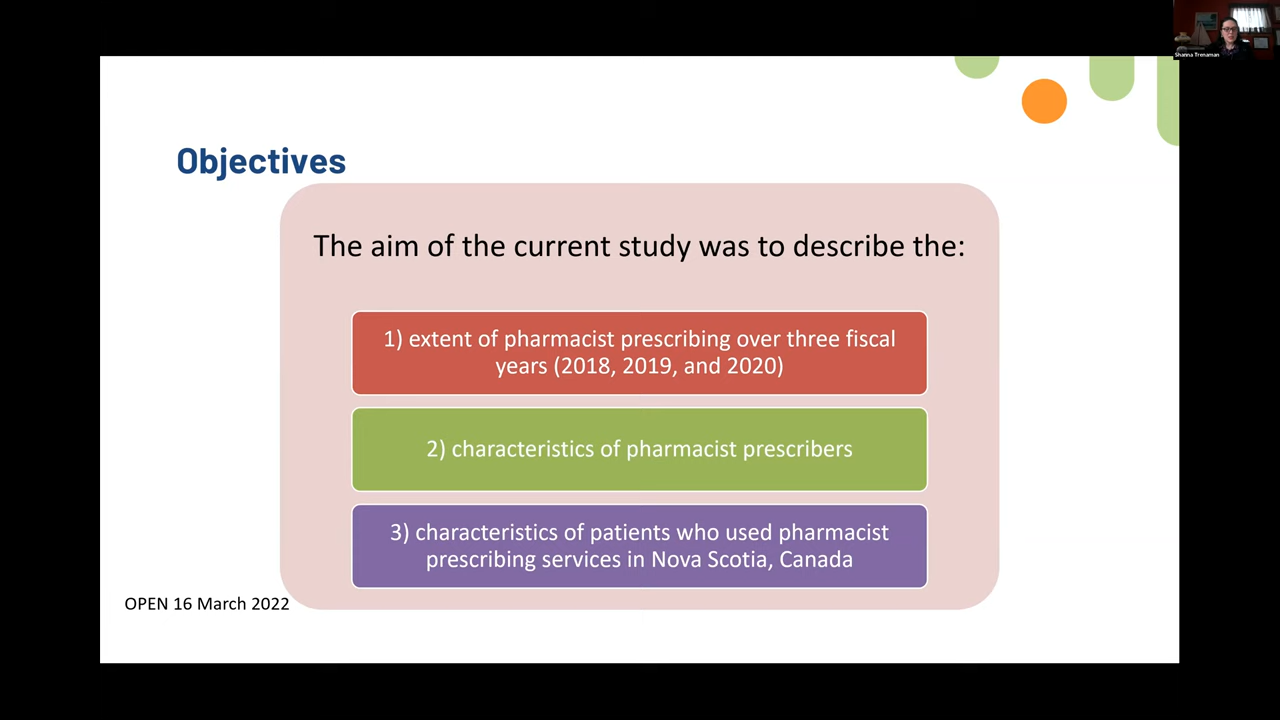 Shanna Trenaman
Objectives
The aim of the current study was to describe the:
1) extent of pharmacist prescribing over three fiscal
years (2018, 2019, and 2020)
2) characteristics of pharmacist prescribers
3) characteristics of patients who used pharmacist
prescribing services in Nova Scotia, Canada
OPEN 16 March 2022